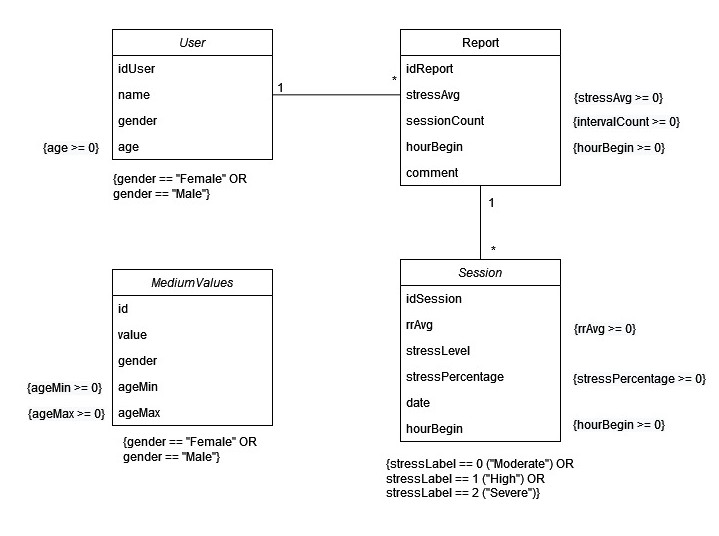 User
idUser
name
gender
age
{age >= 0}
{gender == "Female" OR
gender == "Male"}
1
*
Report
idReport
stressAvg
sessionCount
hourBegin
comment
{stressAvg >= 0}
{intervalCount >= 0}
{hourBegin >= 0}
1
*
MediumValues
id
value
gender
ageMin
ageMax
{ageMin >= 0}
{ageMax >= 0}
{gender == "Female" OR
gender == "Male"}
Session
idSession
rrAvg
stressLevel
stressPercentage
date
hourBegin
{rrAvg >= 0}
{stressPercentage >= 0}
{hourBegin >= 0}
{stressLabel == 0 ("Moderate") OR
stressLabel == 1 ("High") OR
stressLabel == 2 ("Severe")}